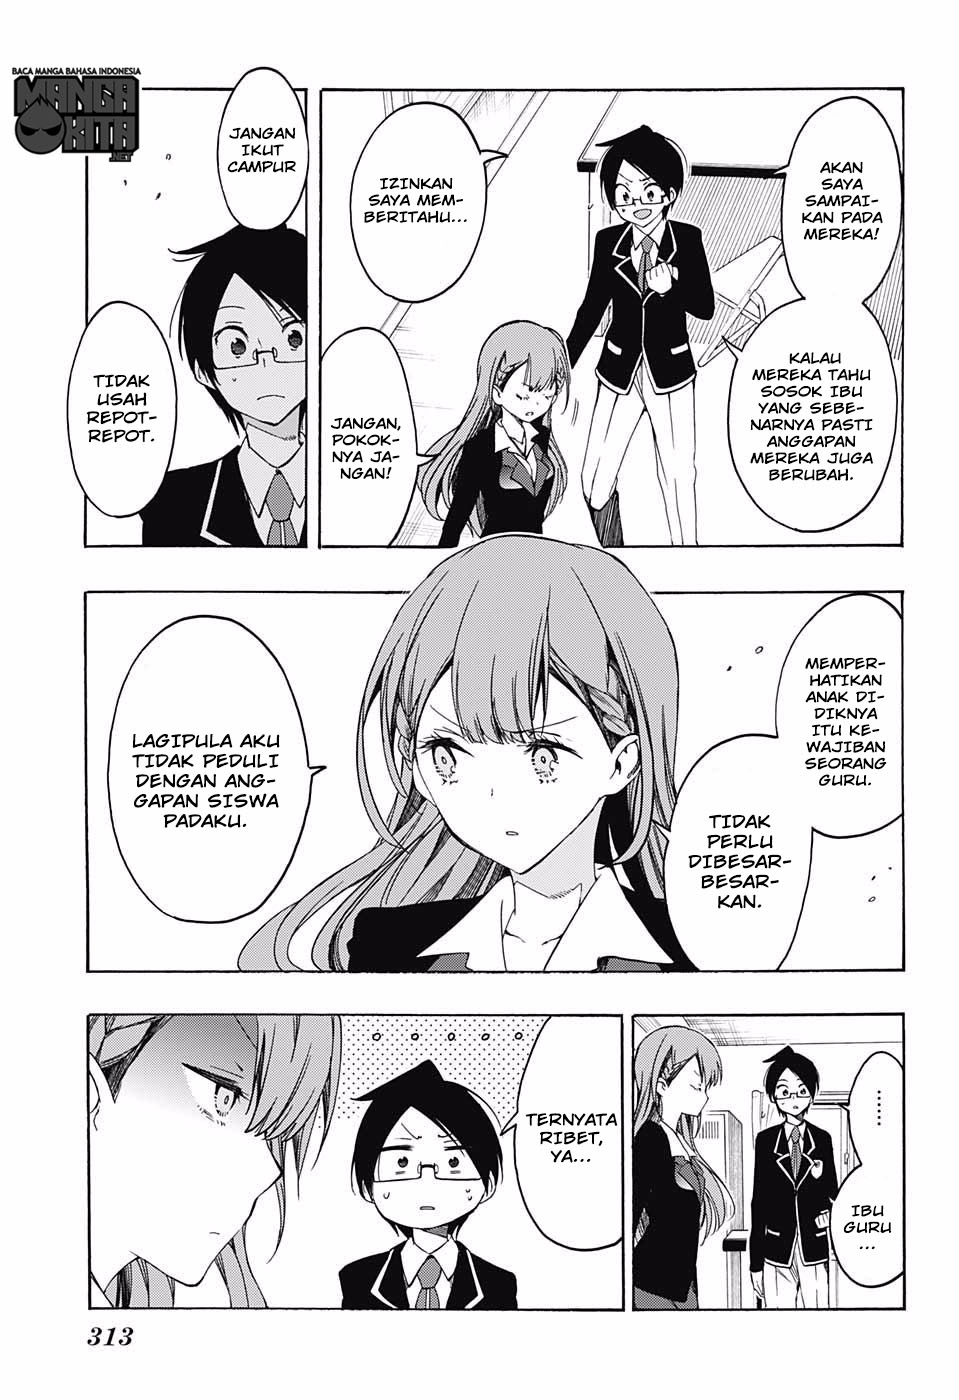 BACA MANGA BAHASA INDONESIA
MANGA
KITA
.NET
AKAN
SAYA
SAMPAI-
KAN PADA
MEREKA!
KALAU
MEREKA TAHU
SOSOK IBU
YANG SEBE-
NARNYA PASTI
ANGGAPAN
MEREKA JUGA
BERUBAH.
IZINKAN
SAYA MEM-
BERITAHU...
JANGAN,
POKOK-
NYA JA-
NGAN!
JANGAN
IKUT
CAMPUR
TIDAK
USAH
REPOT-
REPOT.
MEMPER-
HATIKAN
ANAK DI-
DIKNYA
ITU KE-
WAJIBAN
SEORANG
GURU.
TIDAK
PERLU
DIBESAR-
BESAR-
KAN.
LAGIPULA AKU
TIDAK PEDULI
DENGAN ANG-
GAPAN SISWA
PADAKU.
......
IBU
GURU
...
TERNYATA
RIBET,
YA...
313